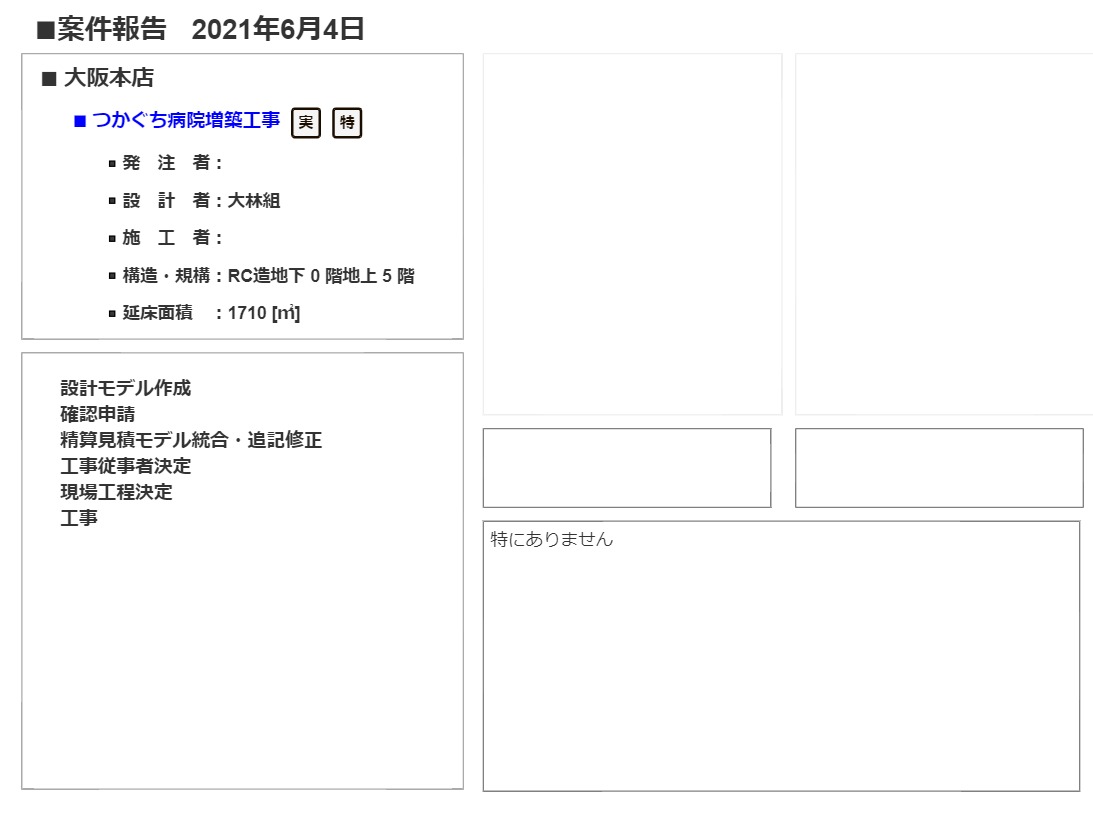 ■案件報告 2021年6月4日
■ 大阪本店
■ つかぐち病院増築工事 実 特
▪ 発 注 者：
▪ 設 計 者：大林組
▪ 施 工 者：
▪ 構造・規構：RC造地下 0 階地上 5 階
▪ 延床面積 ：1710 [㎡]
設計モデル作成
確認申請
精算見積モデル統合・追記修正
工事従事者決定
現場工程決定
工事
特にありません